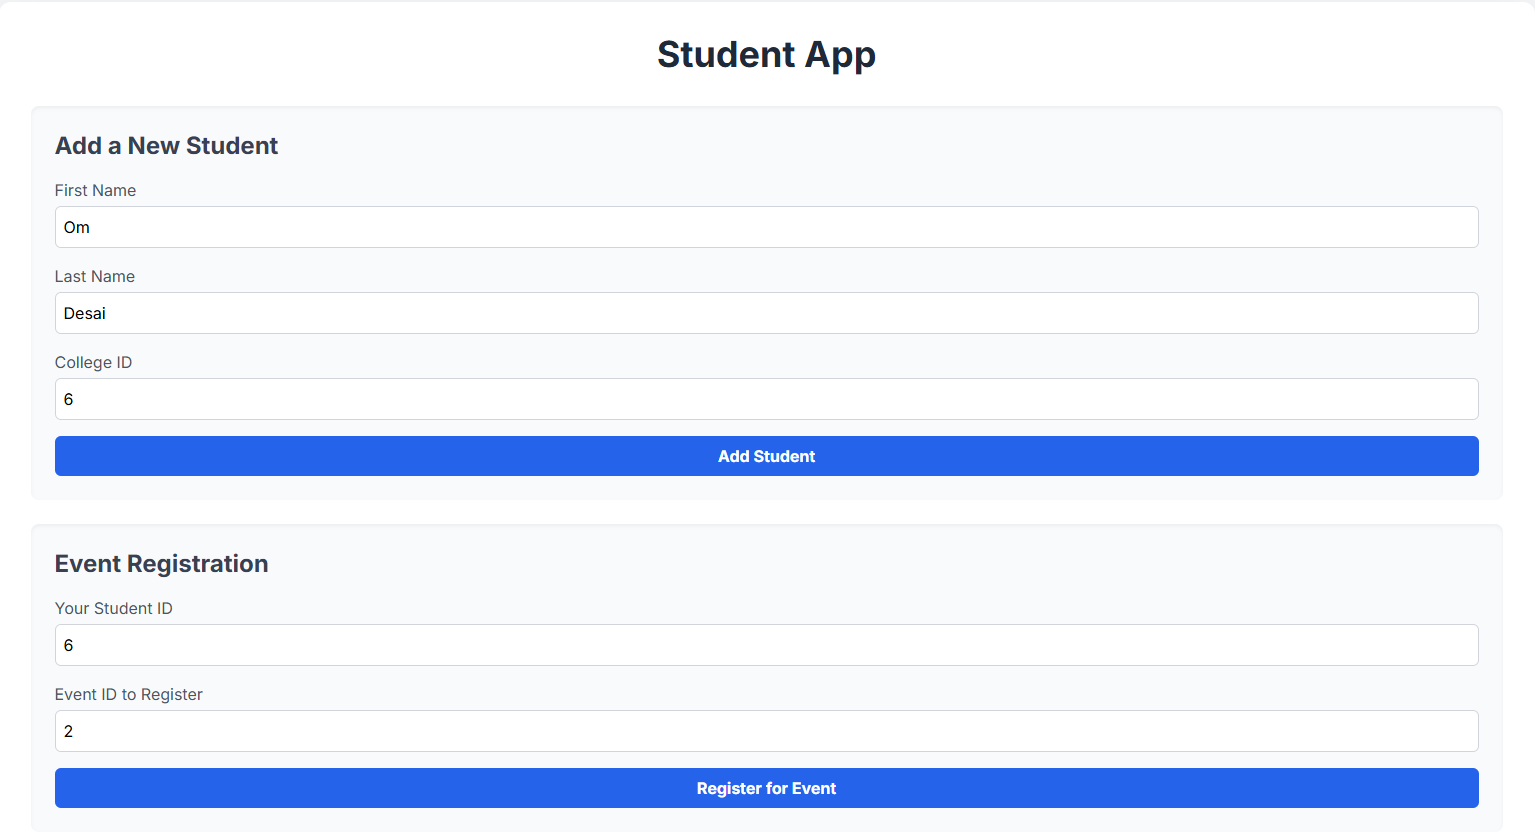 Student App
Add a New Student
First Name
Om
Last Name
Desai
College ID
6
Add Student
Event Registration
Your Student ID
6
Event ID to Register
2
Register for Event